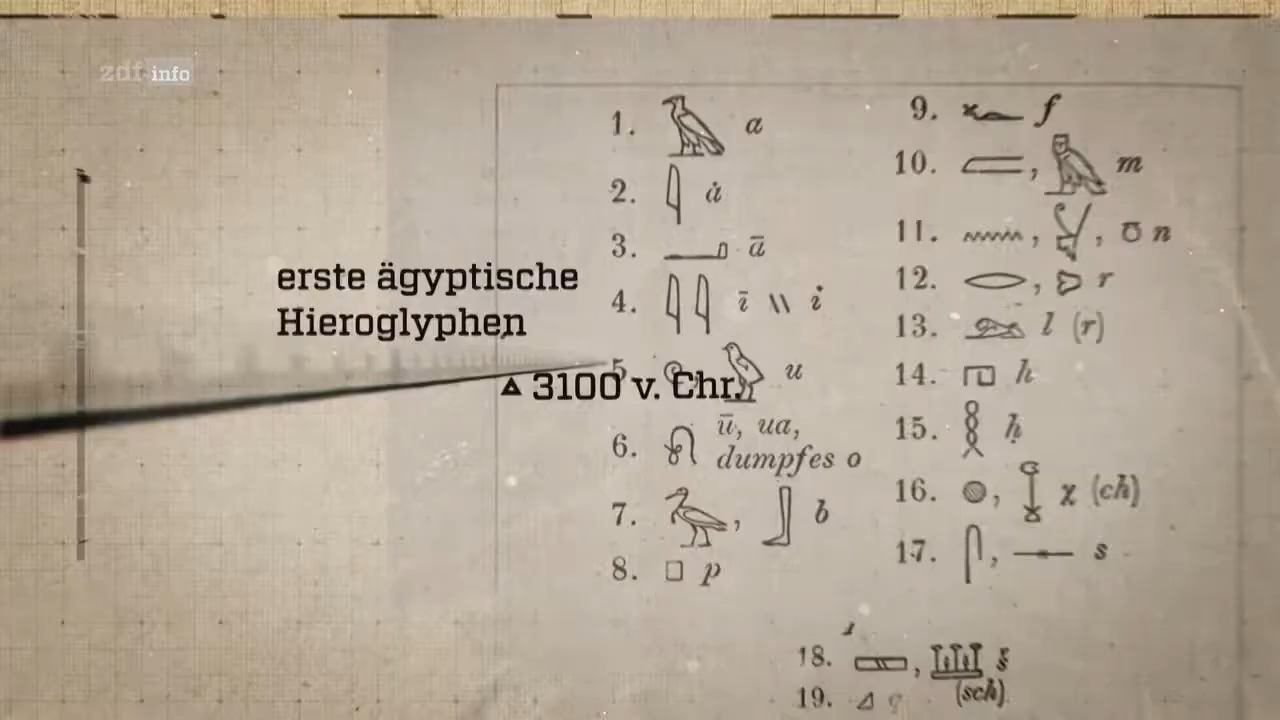 zdf info
erste ägyptische
Hieroglyphen
3100 v. Chr.
1. 𓄿 a
2. 𓇋 ȧ
3. 𓂝 ā
4. 𓇋𓇋 ī \\ i
5. 𓅱 u
6. ū, ua,
dumpfes o
7. 𓅡, 𓃀 b
8. 𓊪 p
9. 𓆑 f
10. 𓐝, 𓅓 m
11. 𓈖, 𓏌 n
12. 𓂋, r
13. 𓃭 l (r)
14. 𓉔 h
15. 𓎛 ḥ
16. 𓐍, χ (ch)
17. 𓋴, 𓊃 s
18. 𓈙, 𓆷 š
(sch)
19. 𓈎